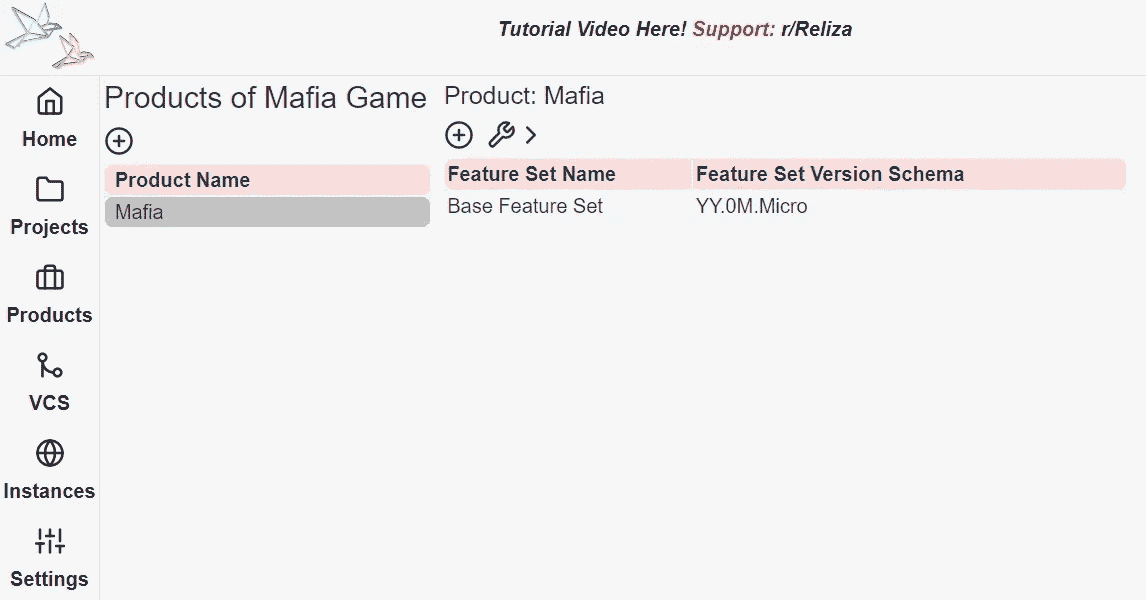 Tutorial Video Here! Support: r/Reliza
Home
Projects
Products
VCS
Instances
Settings
Products of Mafia Game
Product Name
Mafia
Product: Mafia
Feature Set Name Feature Set Version Schema
Base Feature Set YY.0M.Micro